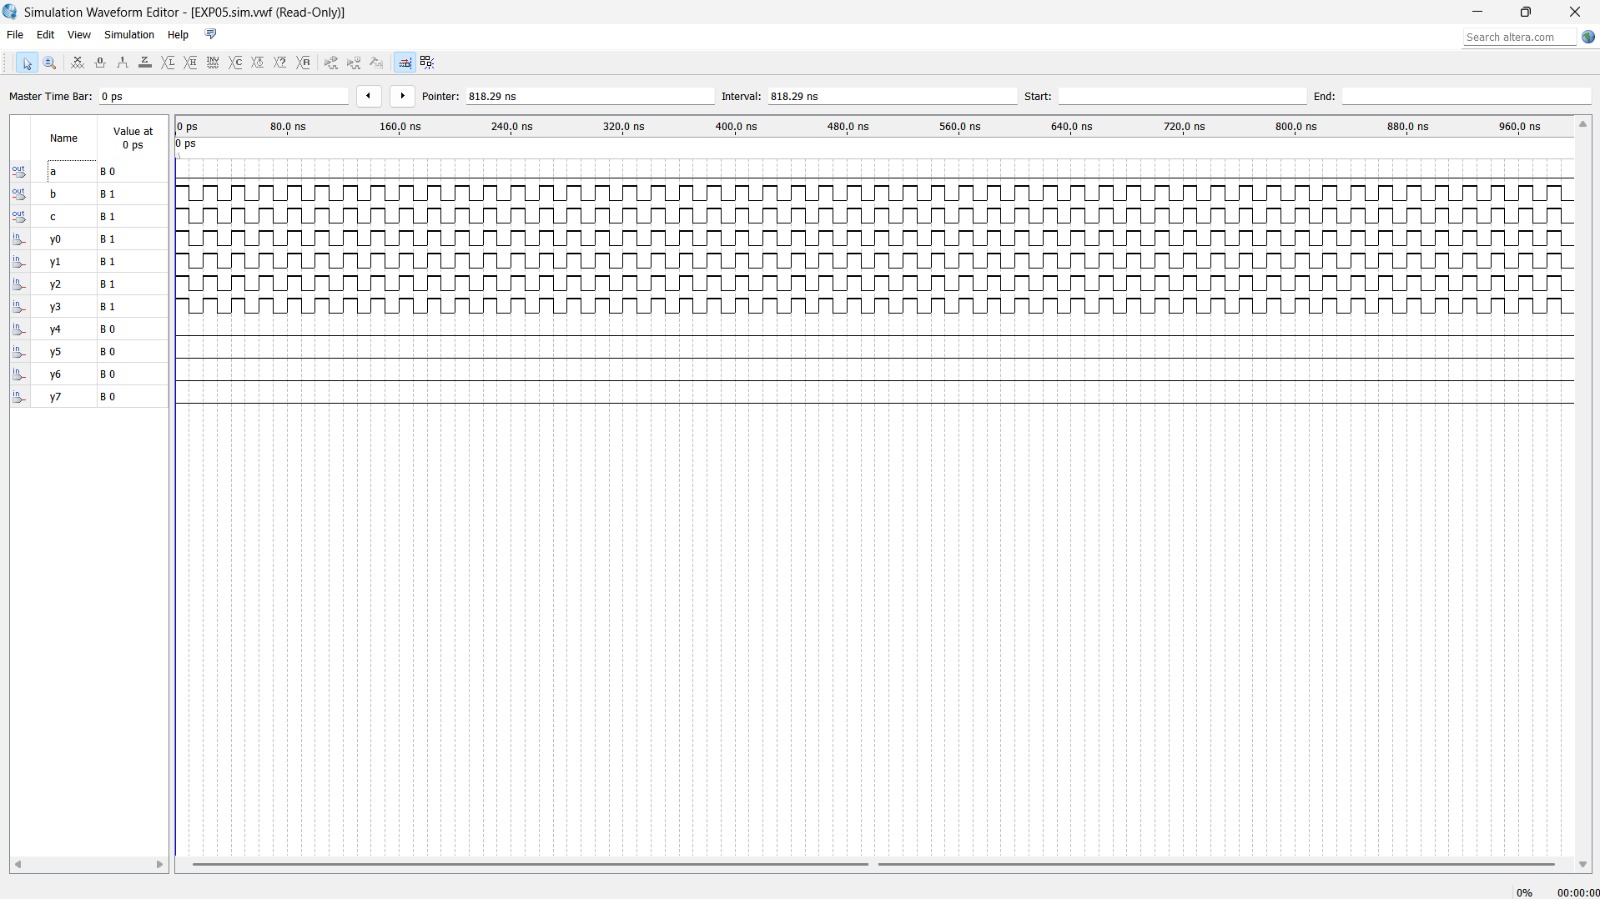 Simulation Waveform Editor - [EXP05.sim.vwf (Read-Only)]
File Edit View Simulation Help
Search altera.com
Master Time Bar: 0 ps Pointer: 818.29 ns Interval: 818.29 ns Start: End:
Name Value at 0 ps
0 ps 80.0 ns 160.0 ns 240.0 ns 320.0 ns 400.0 ns 480.0 ns 560.0 ns 640.0 ns 720.0 ns 800.0 ns 880.0 ns 960.0 ns
0 ps
out a B 0
out b B 1
out c B 1
in y0 B 1
in y1 B 1
in y2 B 1
in y3 B 1
in y4 B 0
in y5 B 0
in y6 B 0
in y7 B 0
0% 00:00:00